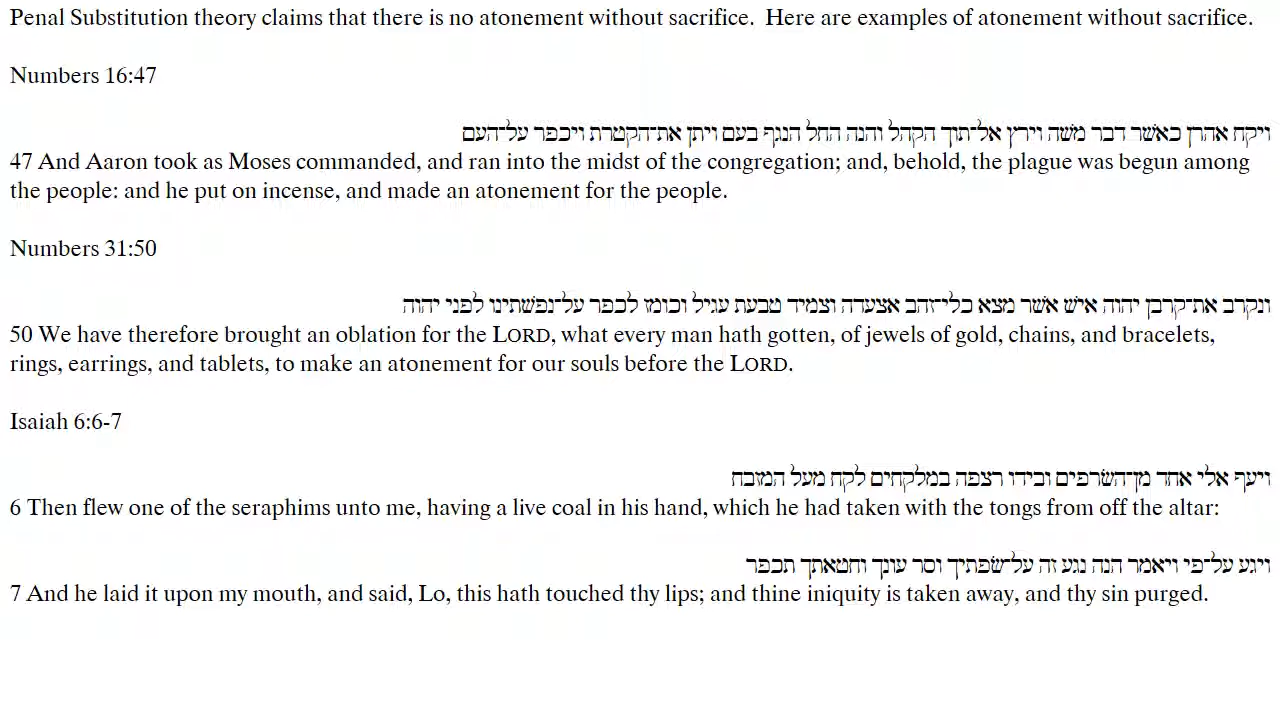 Penal Substitution theory claims that there is no atonement without sacrifice.  Here are examples of atonement without sacrifice.
Numbers 16:47
ויקח אהרן כאשר דבר משה וירץ אל־תוך הקהל והנה החל הנגף בעם ויתן את־הקטרת ויכפר על־העם
47 And Aaron took as Moses commanded, and ran into the midst of the congregation; and, behold, the plague was begun among
the people: and he put on incense, and made an atonement for the people.
Numbers 31:50
ונקרב את־קרבן יהוה איש אשר מצא כלי־זהב אצעדה וצמיד טבעת עגיל וכומז לכפר על־נפשתינו לפני יהוה
50 We have therefore brought an oblation for the LORD, what every man hath gotten, of jewels of gold, chains, and bracelets,
rings, earrings, and tablets, to make an atonement for our souls before the LORD.
Isaiah 6:6-7
ויעף אלי אחד מן־השׂרפים ובידו רצפה במלקחים לקח מעל המזבח
6 Then flew one of the seraphims unto me, having a live coal in his hand, which he had taken with the tongs from off the altar:
ויגע על־פי ויאמר הנה נגע זה על־שׂפתיך וסר עונך וחטאתך תכפר
7 And he laid it upon my mouth, and said, Lo, this hath touched thy lips; and thine iniquity is taken away, and thy sin purged.